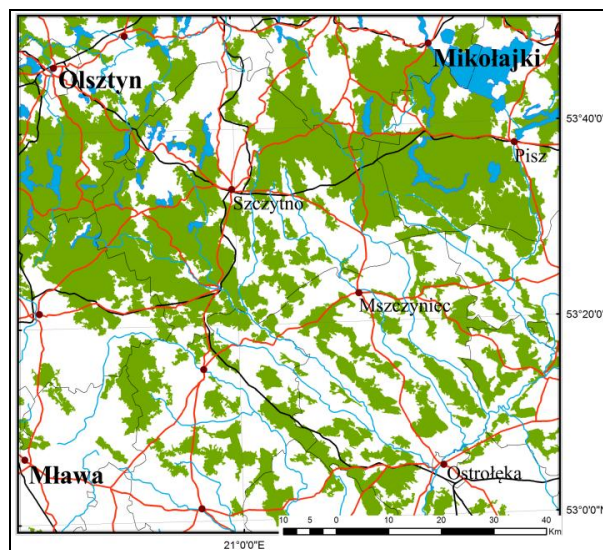 Olsztyn
Mikołajki
53°40'0"N
Pisz
Szczytno
Mszczyniec
53°20'0"N
Mława
Ostrołęka
53°0'0"N
10 5 0 10 20 30 40
Km
21°0'0"E